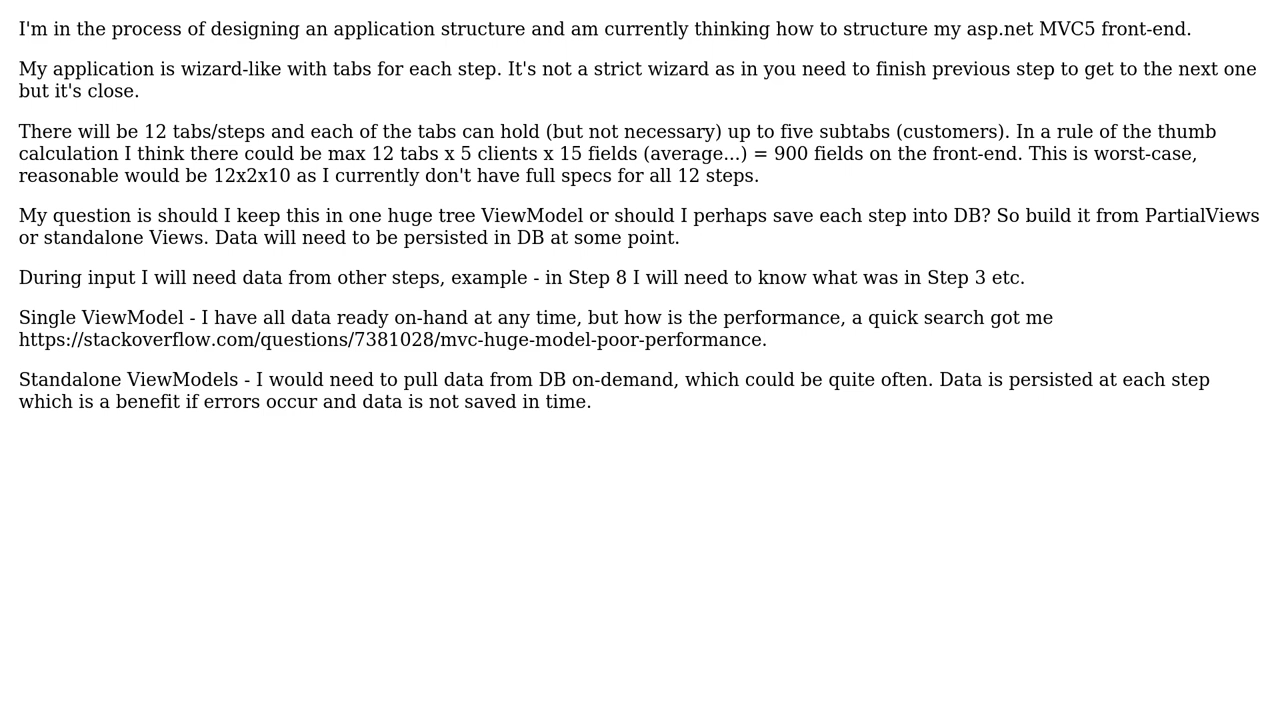 I'm in the process of designing an application structure and am currently thinking how to structure my asp.net MVC5 front-end.
My application is wizard-like with tabs for each step. It's not a strict wizard as in you need to finish previous step to get to the next one
but it's close.
There will be 12 tabs/steps and each of the tabs can hold (but not necessary) up to five subtabs (customers). In a rule of the thumb
calculation I think there could be max 12 tabs x 5 clients x 15 fields (average...) = 900 fields on the front-end. This is worst-case,
reasonable would be 12x2x10 as I currently don't have full specs for all 12 steps.
My question is should I keep this in one huge tree ViewModel or should I perhaps save each step into DB? So build it from PartialViews
or standalone Views. Data will need to be persisted in DB at some point.
During input I will need data from other steps, example - in Step 8 I will need to know what was in Step 3 etc.
Single ViewModel - I have all data ready on-hand at any time, but how is the performance, a quick search got me
https://stackoverflow.com/questions/7381028/mvc-huge-model-poor-performance.
Standalone ViewModels - I would need to pull data from DB on-demand, which could be quite often. Data is persisted at each step
which is a benefit if errors occur and data is not saved in time.